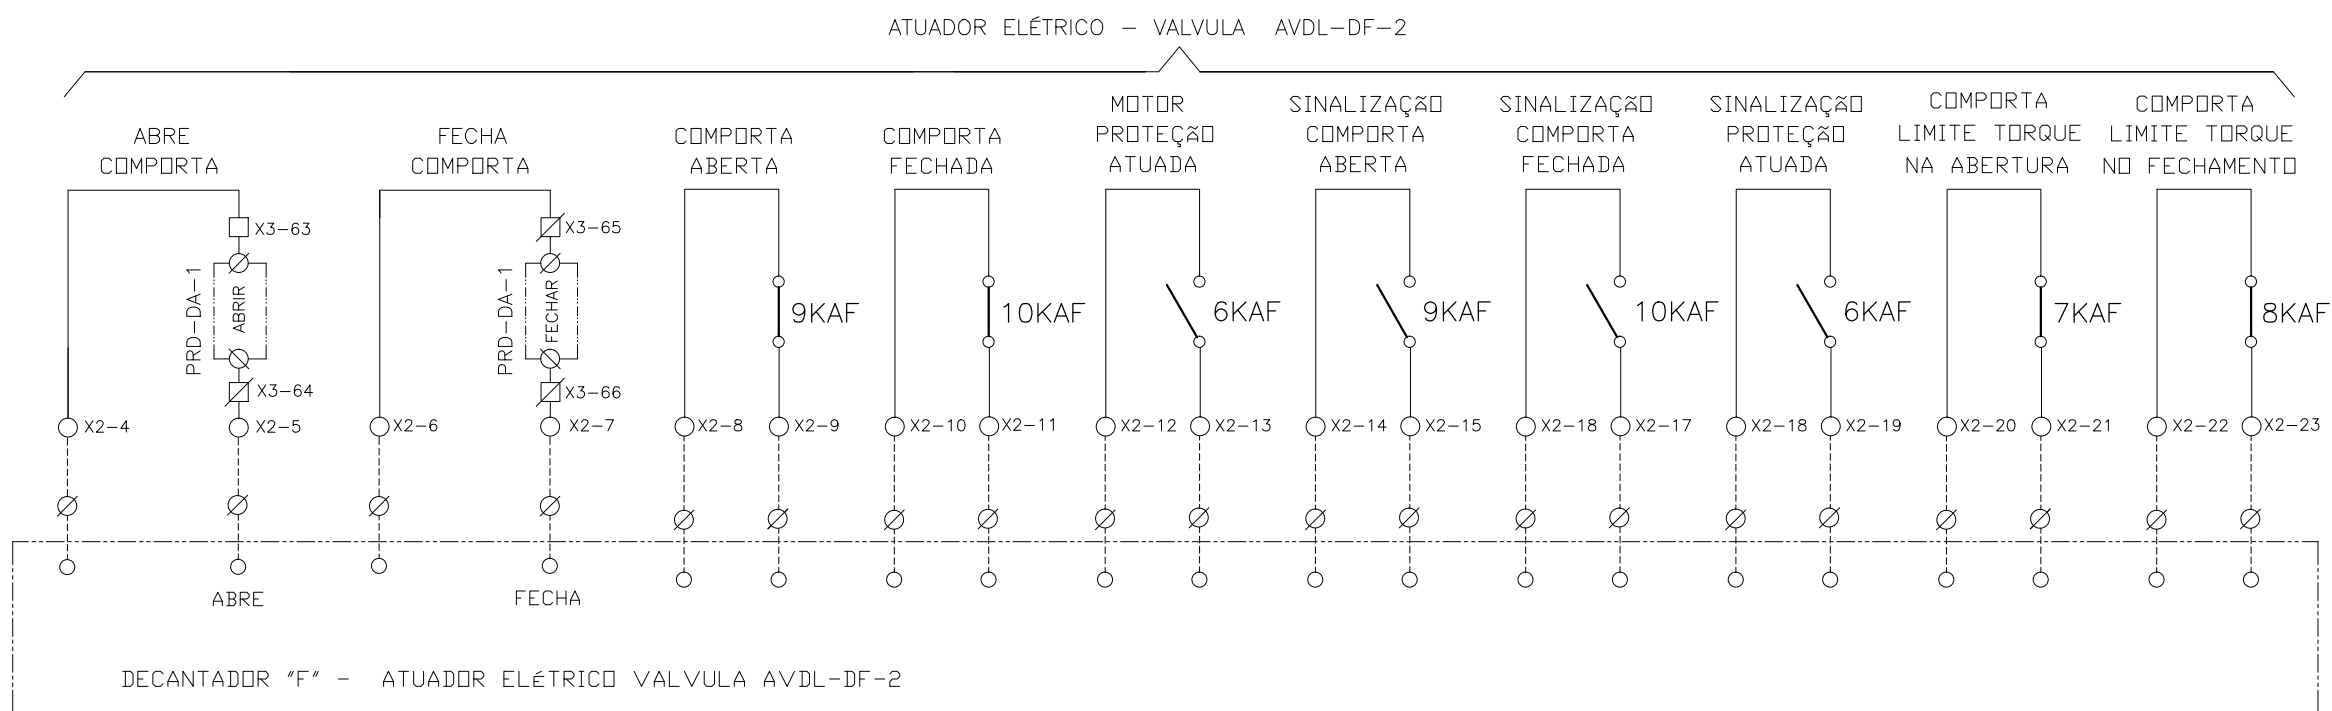 ATUADOR ELÉTRICO – VALVULA AVDL–DF–2
ABRE
COMPORTA
FECHA
COMPORTA
COMPORTA
ABERTA
COMPORTA
FECHADA
MOTOR
PROTEÇÃO
ATUADA
SINALIZAÇÃO
COMPORTA
ABERTA
SINALIZAÇÃO
COMPORTA
FECHADA
SINALIZAÇÃO
PROTEÇÃO
ATUADA
COMPORTA
LIMITE TORQUE
NA ABERTURA
COMPORTA
LIMITE TORQUE
NO FECHAMENTO
X3–63
X3–65
PRD–DA–1
ABRIR
PRD–DA–1
FECHAR
9KAF
10KAF
6KAF
9KAF
10KAF
6KAF
7KAF
8KAF
X3–64
X3–66
X2–4
X2–5
X2–6
X2–7
X2–8
X2–9
X2–10
X2–11
X2–12
X2–13
X2–14
X2–15
X2–18
X2–17
X2–18
X2–19
X2–20
X2–21
X2–22
X2–23
ABRE
FECHA
DECANTADOR "F" – ATUADOR ELÉTRICO VALVULA AVDL–DF–2